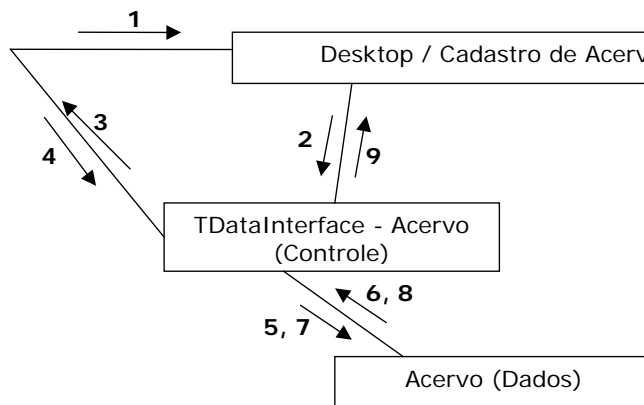 1
Desktop / Cadastro de Acerv
3
2
9
4
TDataInterface - Acervo
(Controle)
6, 8
5, 7
Acervo (Dados)